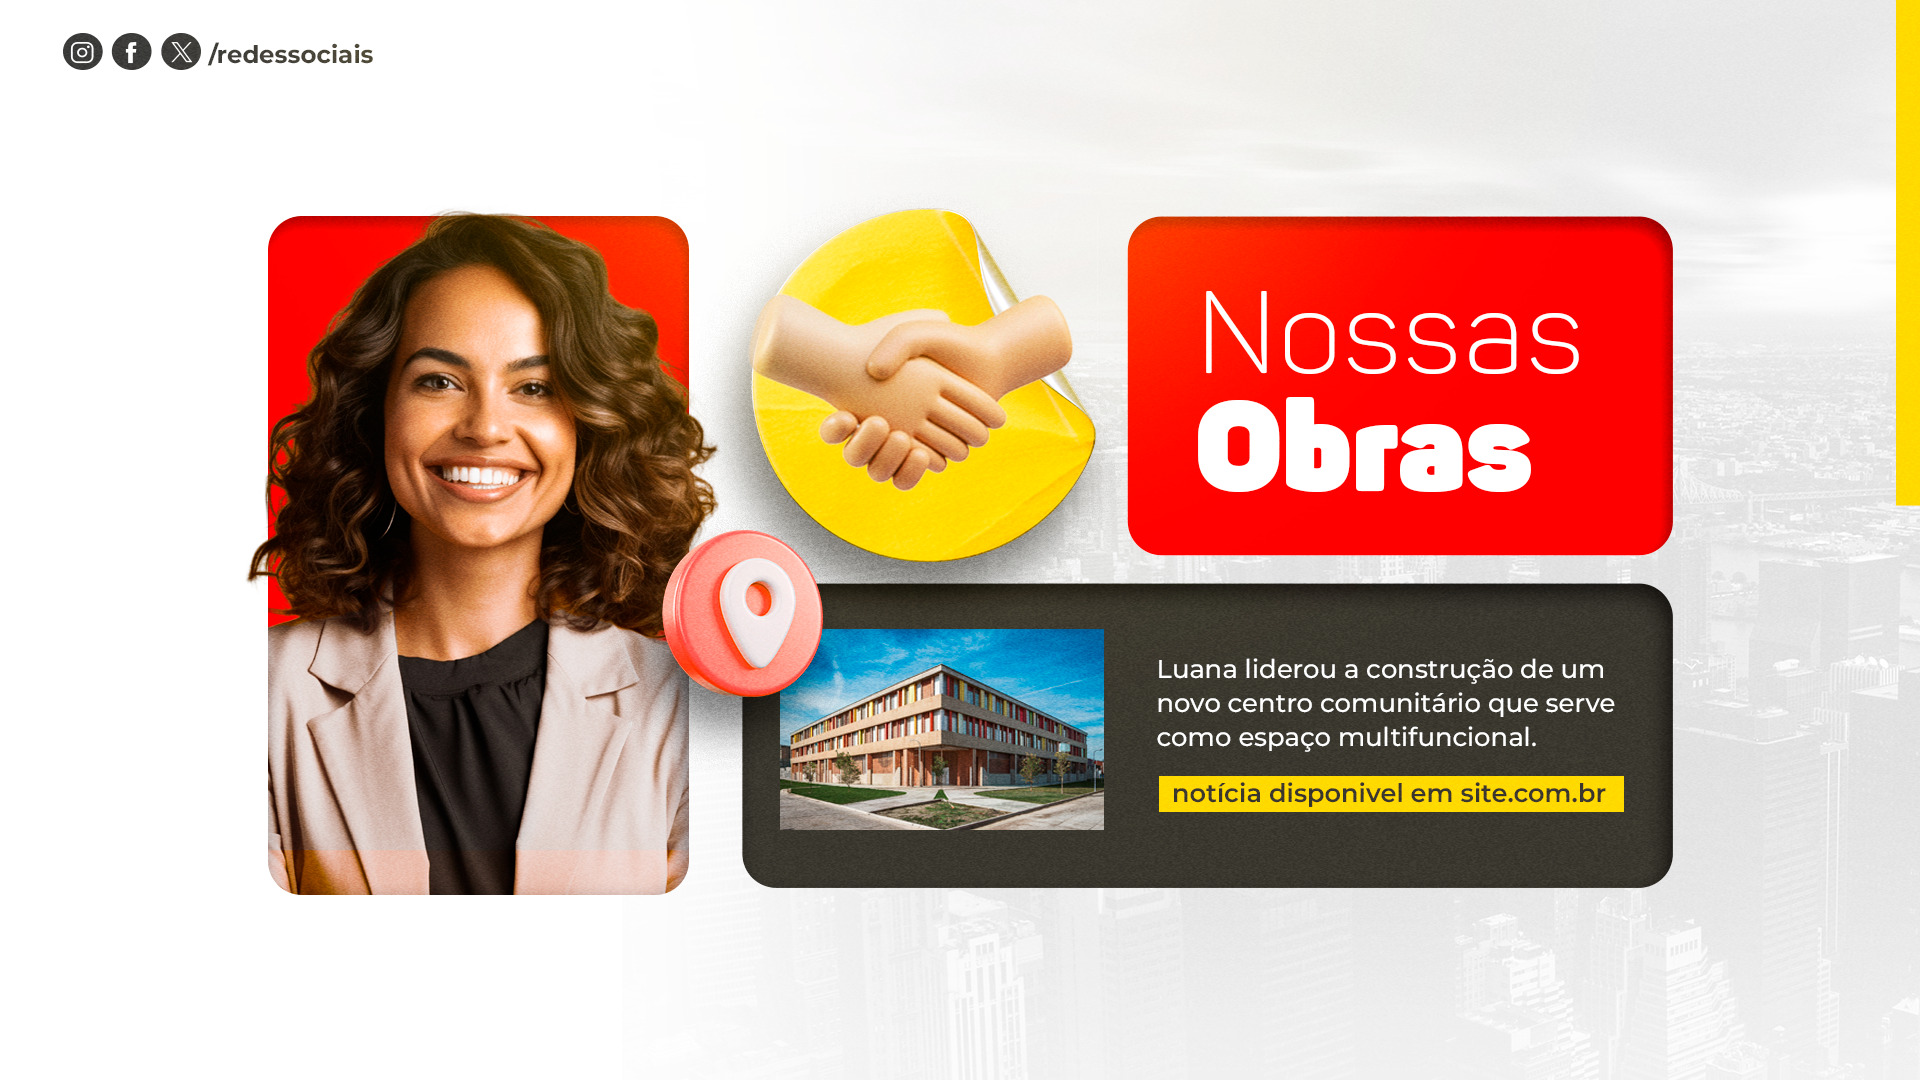 /redessociais
Nossas
Obras
Luana liderou a construção de um
novo centro comunitário que serve
como espaço multifuncional.
notícia disponivel em site.com.br